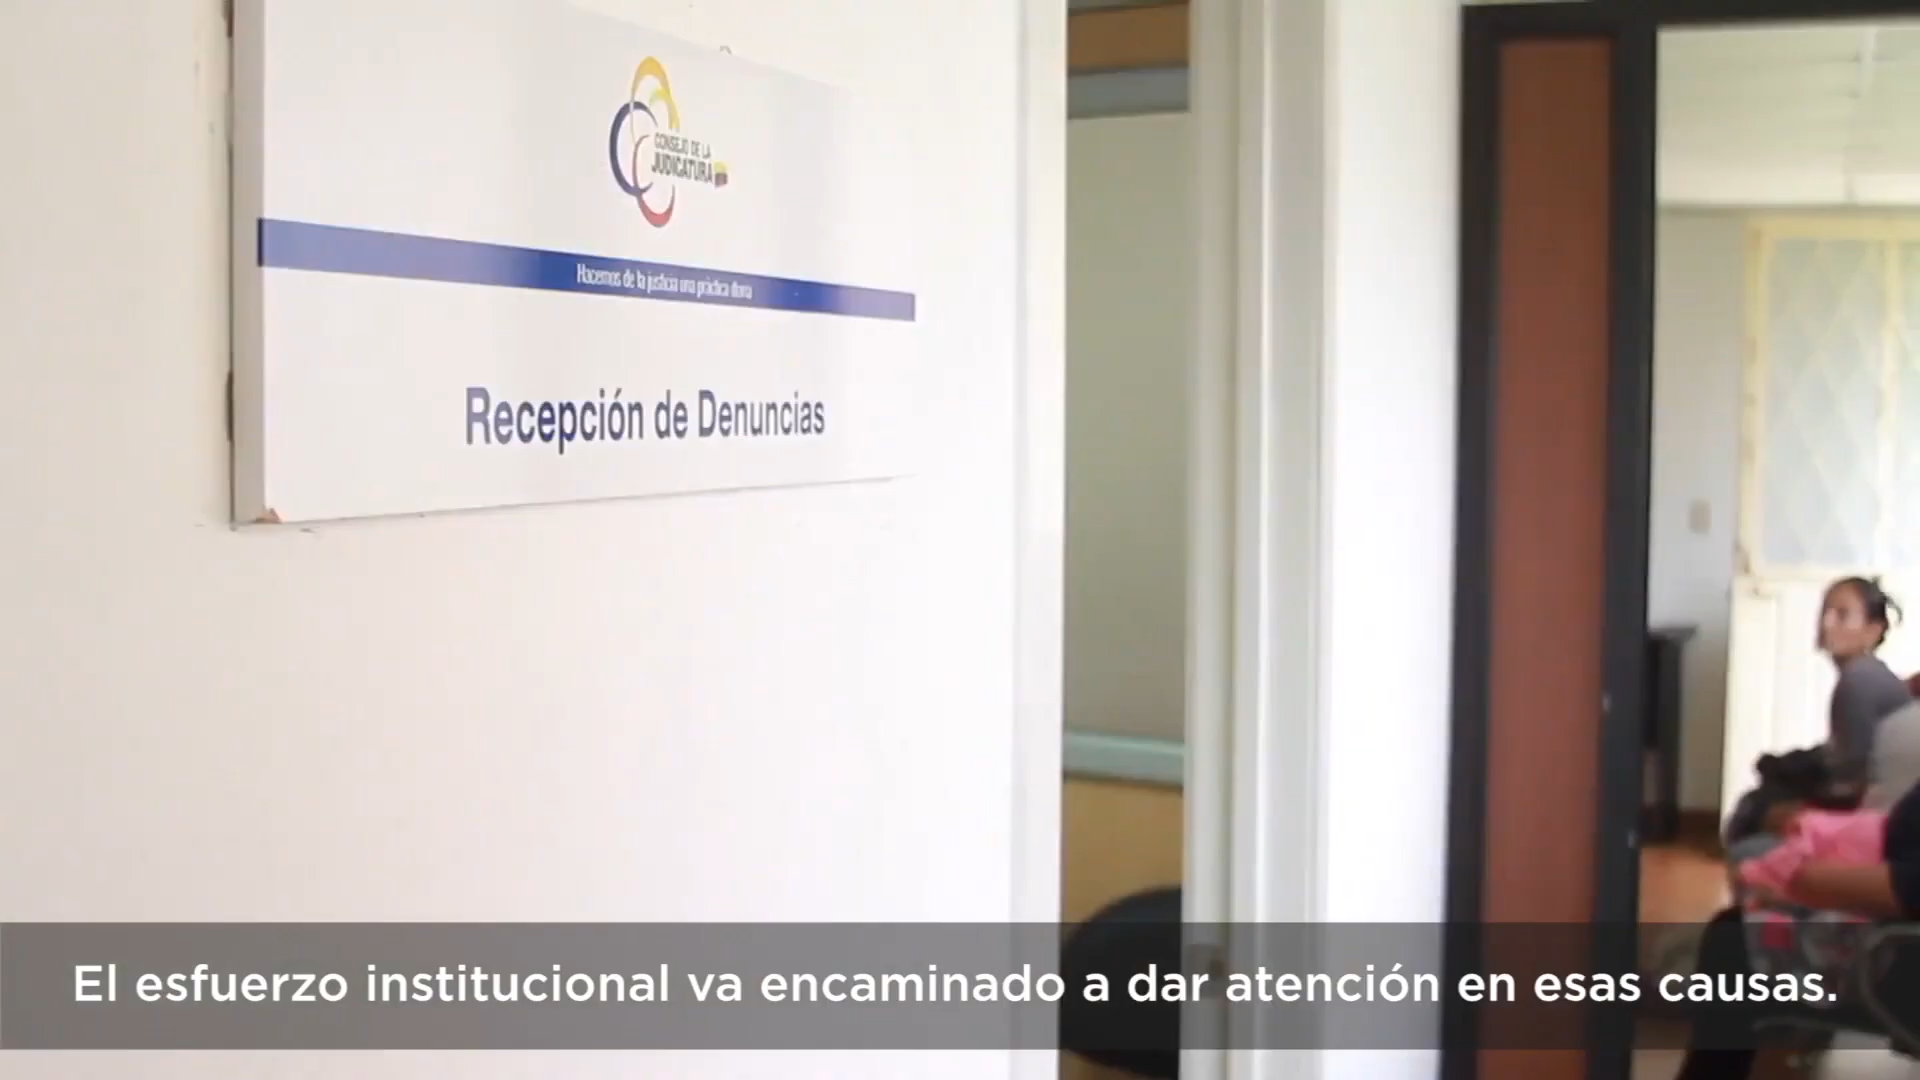 CONSEJO DE LA
JUDICATURA
Hacemos de la justicia una práctica diaria
Recepción de Denuncias
El esfuerzo institucional va encaminado a dar atención en esas causas.